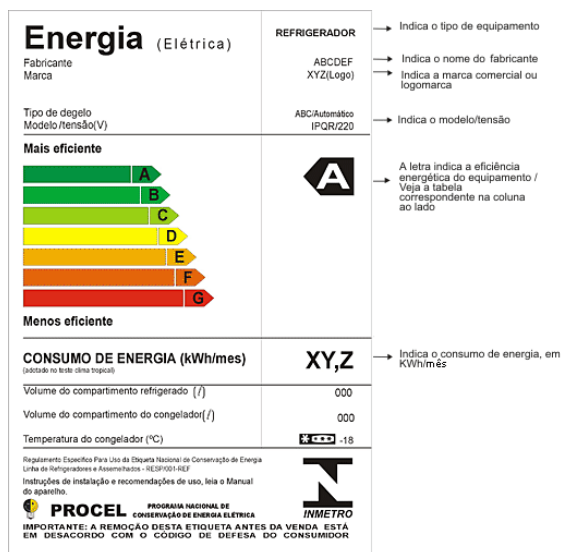 Energia (Elétrica)
REFRIGERADOR
Indica o tipo de equipamento
Fabricante
ABCDEF
Indica o nome do fabricante
Marca
XYZ(Logo)
Indica a marca comercial ou
logomarca
Tipo de degelo
ABC/Automático
Modelo/tensão(V)
IPQR/220
Indica o modelo/tensão
Mais eficiente
A
B
C
D
E
F
G
Menos eficiente
A
A letra indica a eficiência
energética do equipamento /
Veja a tabela
correspondente na coluna
ao lado
CONSUMO DE ENERGIA (kWh/mes)
(adotado no teste clima tropical)
XY,Z
Indica o consumo de energia, em
KWh/mês
Volume do compartimento refrigerado (ℓ)
000
Volume do compartimento do congelador(ℓ)
000
Temperatura do congelador (ºC)
-18
Regulamento Específico Para Uso da Etiqueta Nacional de Conservação de Energia
Linha de Refrigeradores e Assemelhados - RESP/001-REF
Instruções de instalação e recomendações de uso, leia o Manual
do aparelho.
PROCEL
PROGRAMA NACIONAL DE
CONSERVAÇÃO DE ENERGIA ELÉTRICA
INMETRO
IMPORTANTE: A REMOÇÃO DESTA ETIQUETA ANTES DA VENDA ESTÁ
EM DESACORDO COM O CÓDIGO DE DEFESA DO CONSUMIDOR